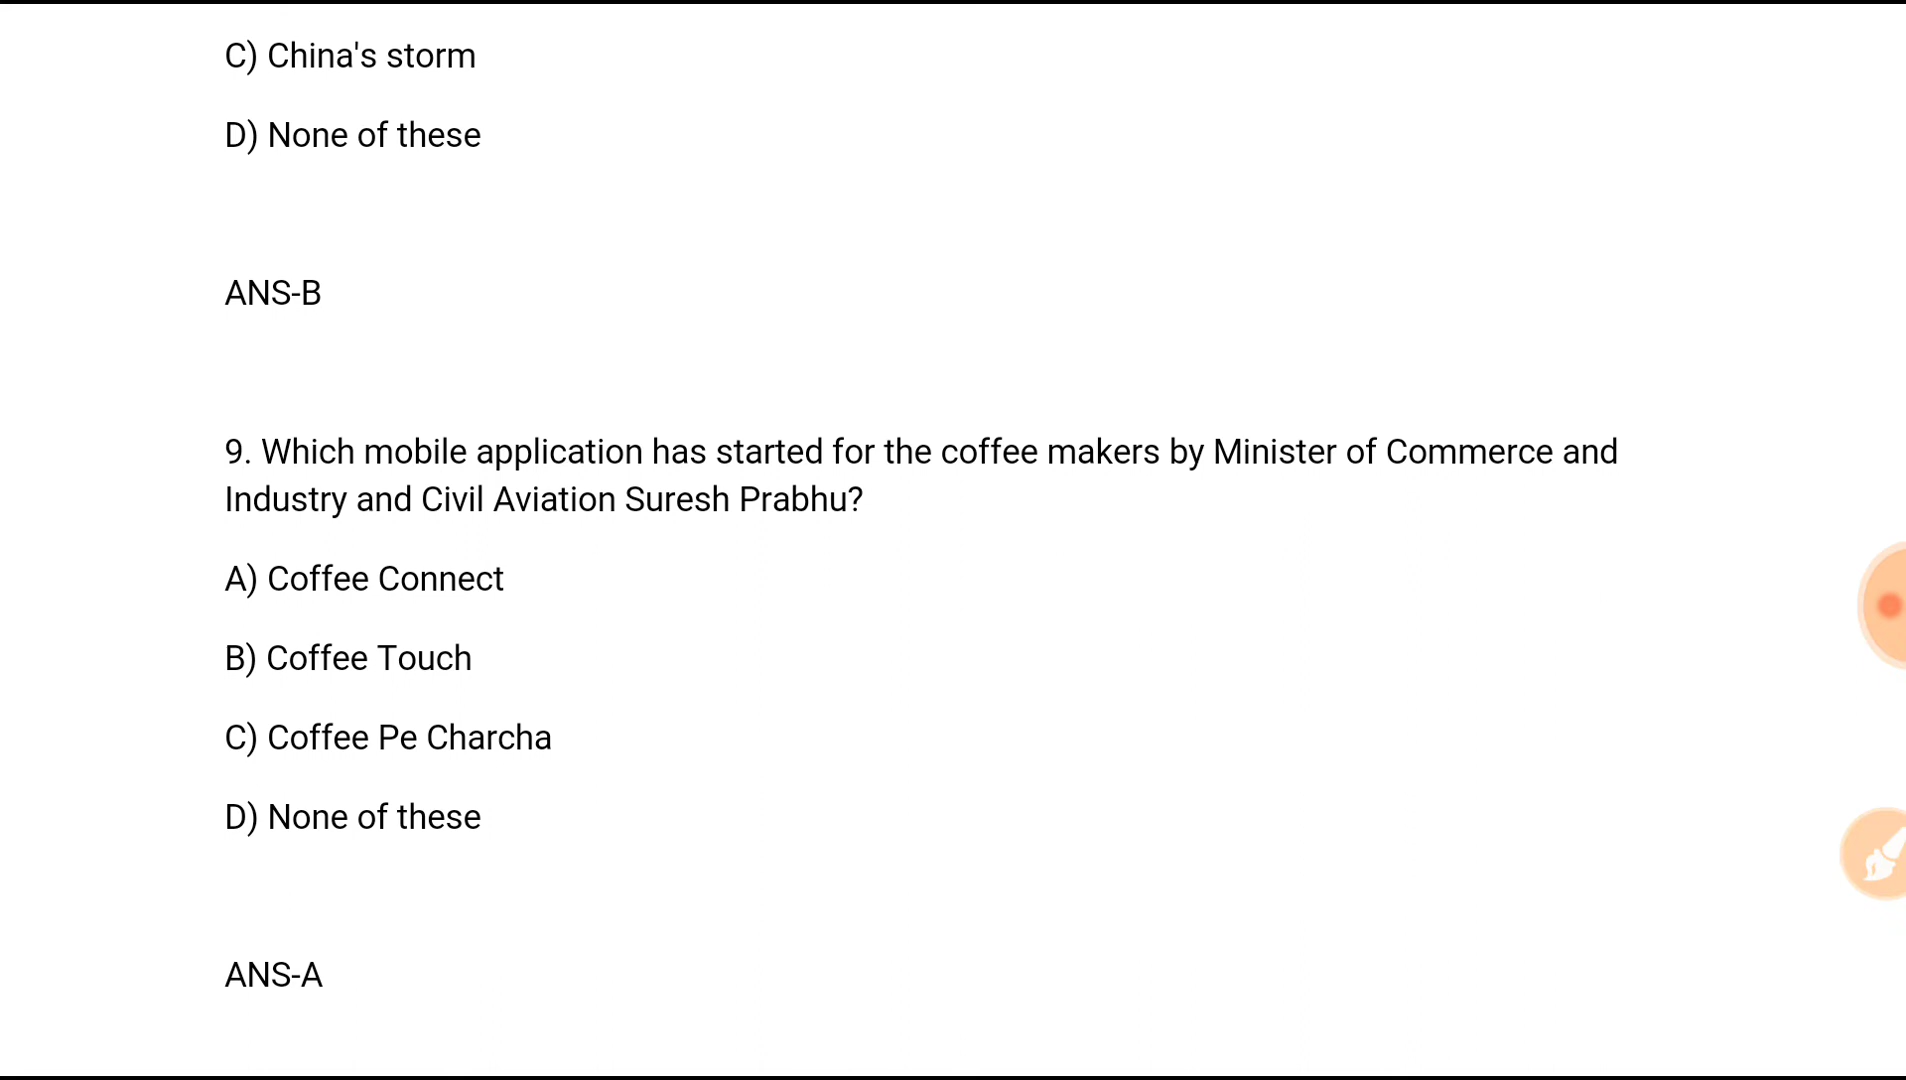 C) China's storm
D) None of these
ANS-B
9. Which mobile application has started for the coffee makers by Minister of Commerce and
Industry and Civil Aviation Suresh Prabhu?
A) Coffee Connect
B) Coffee Touch
C) Coffee Pe Charcha
D) None of these
ANS-A